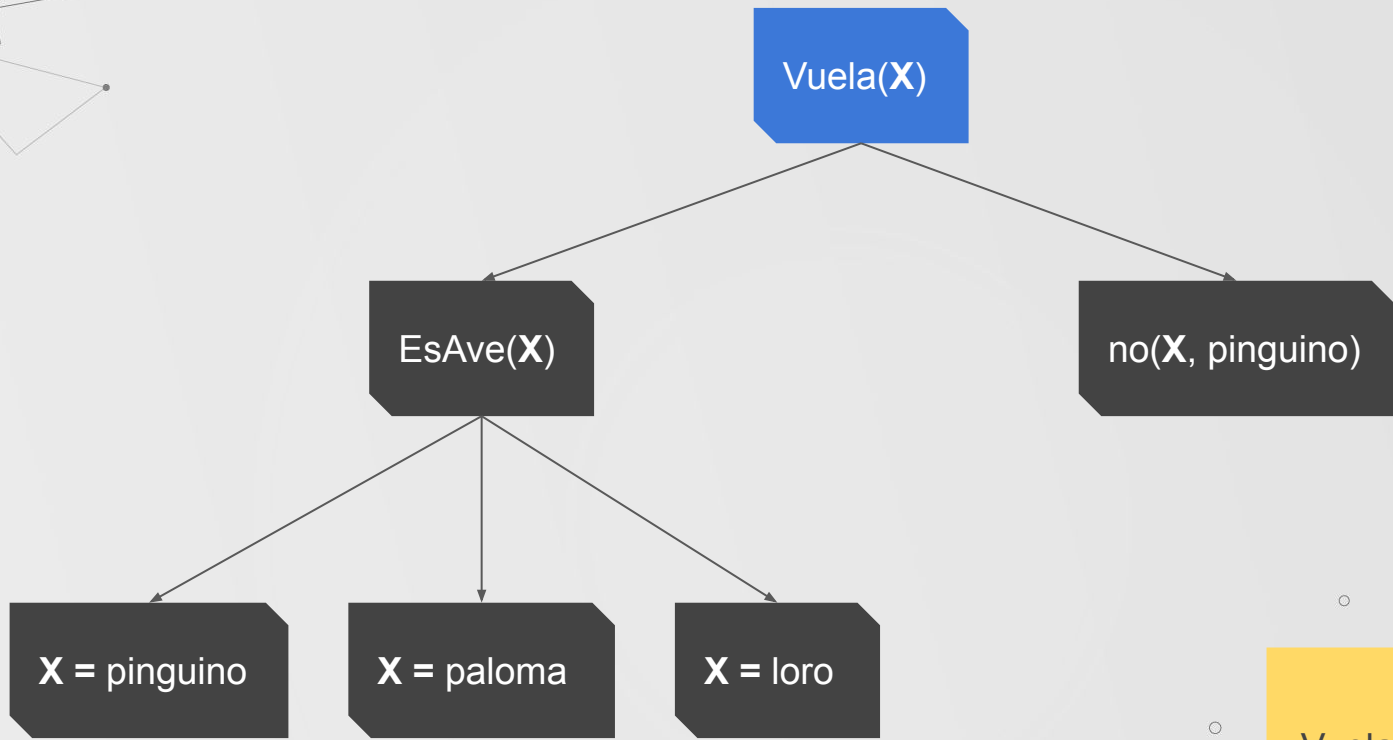 Vuela(X)
EsAve(X)
no(X, pinguino)
X = pinguino
X = paloma
X = loro